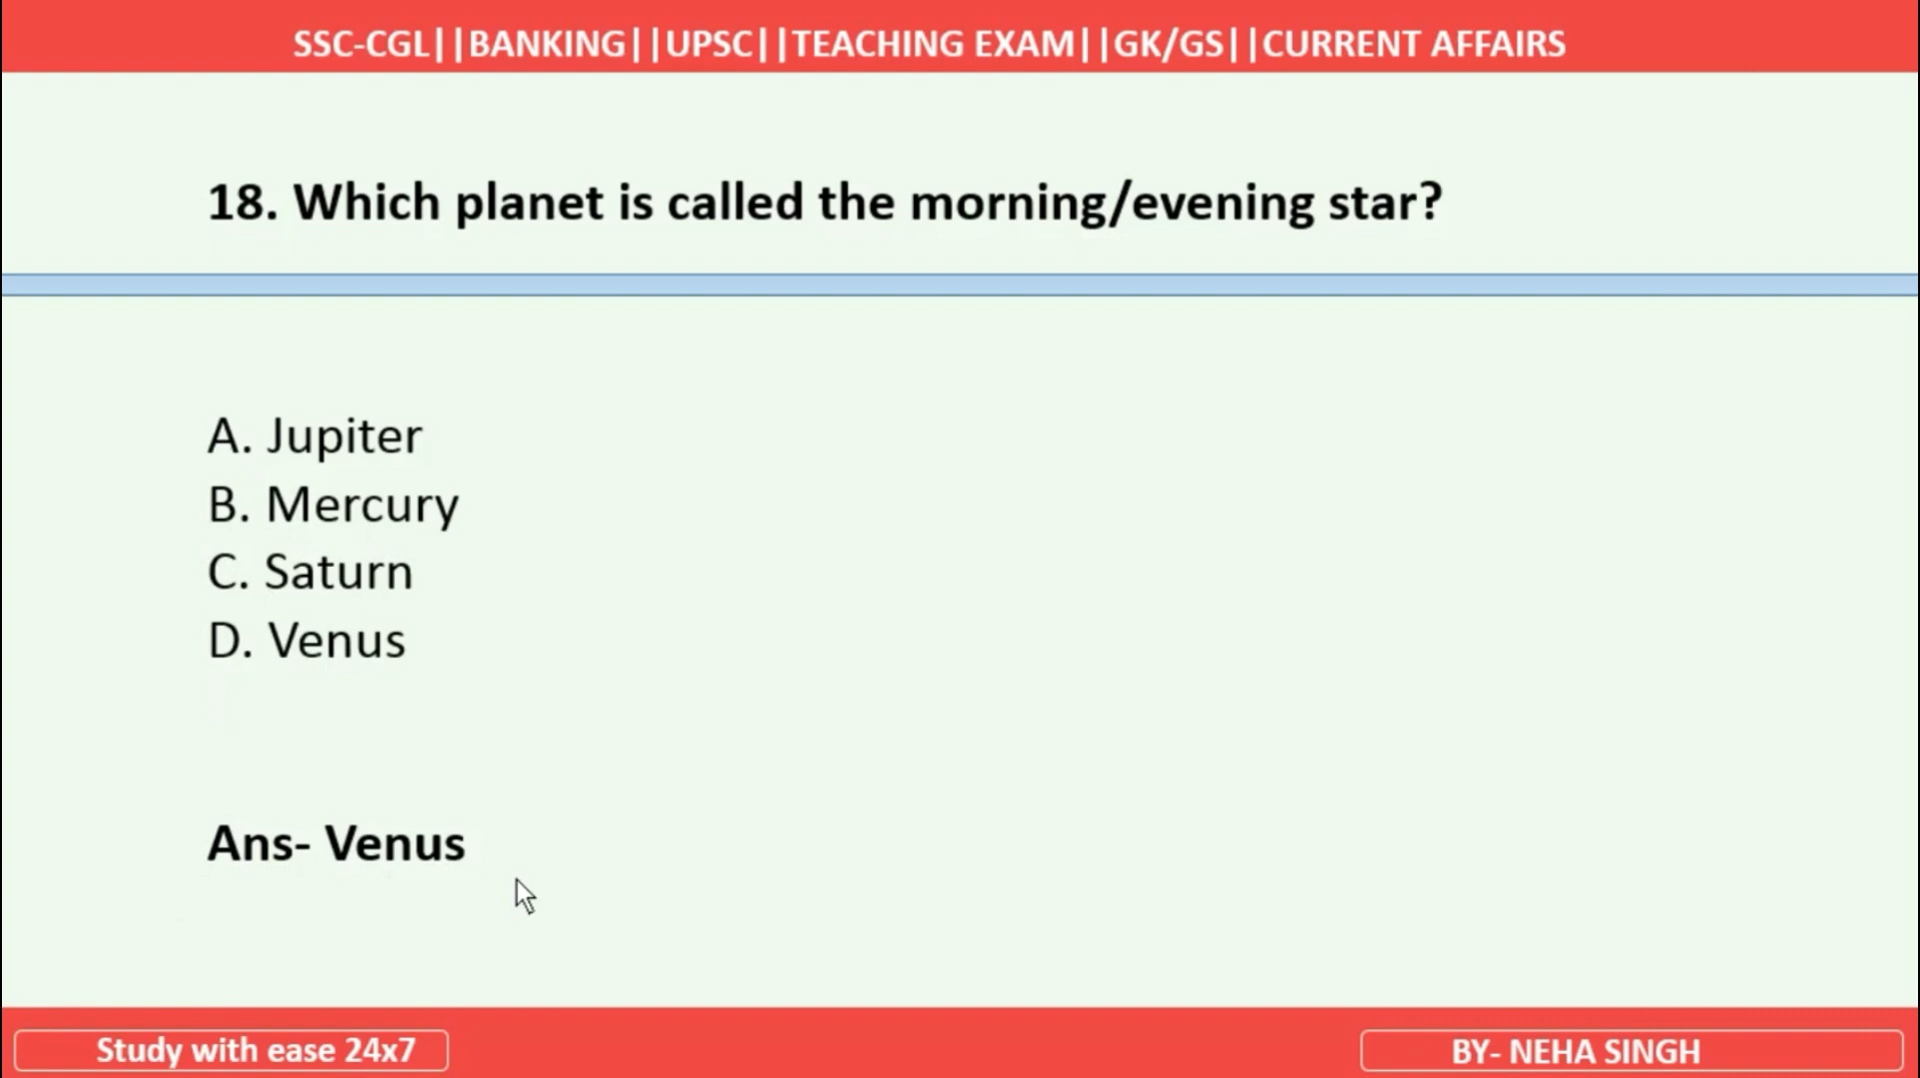 SSC-CGL||BANKING||UPSC||TEACHING EXAM||GK/GS||CURRENT AFFAIRS
18. Which planet is called the morning/evening star?
A. Jupiter
B. Mercury
C. Saturn
D. Venus
Ans- Venus
Study with ease 24x7
BY- NEHA SINGH